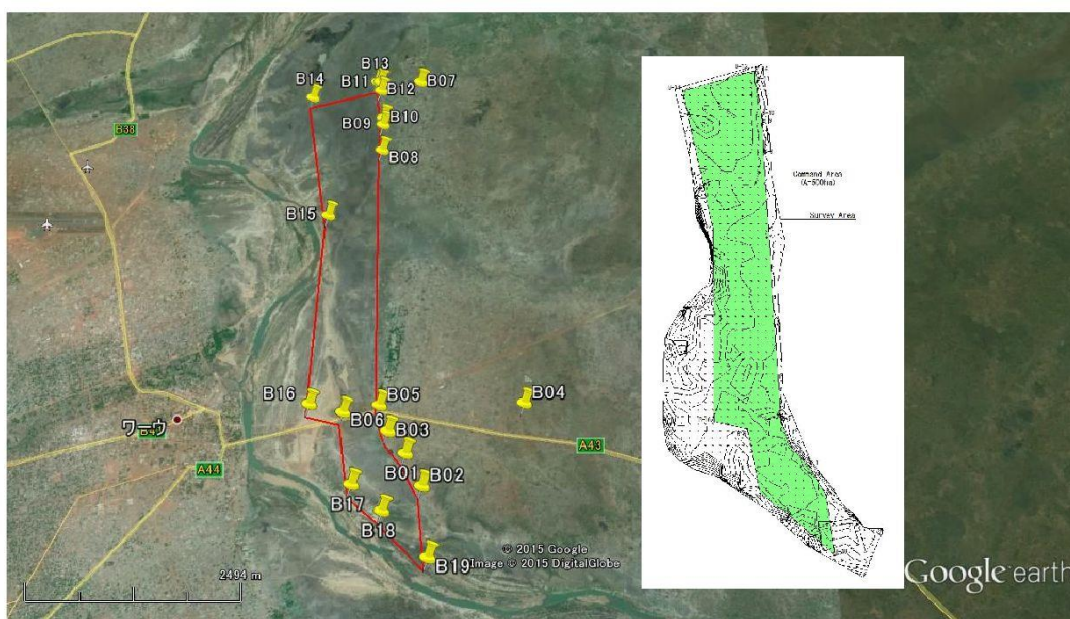 B13
B14
B11
B07
B12
B38
B10
B09
B08
B15
B16
B05
B04
B06
B03
ワーウ
A43
A44
B01
B02
B17
B18
B19
© 2015 Google
Image © 2015 DigitalGlobe
2494 m
Command Area
(A=500ha)
Survey Area
Google earth